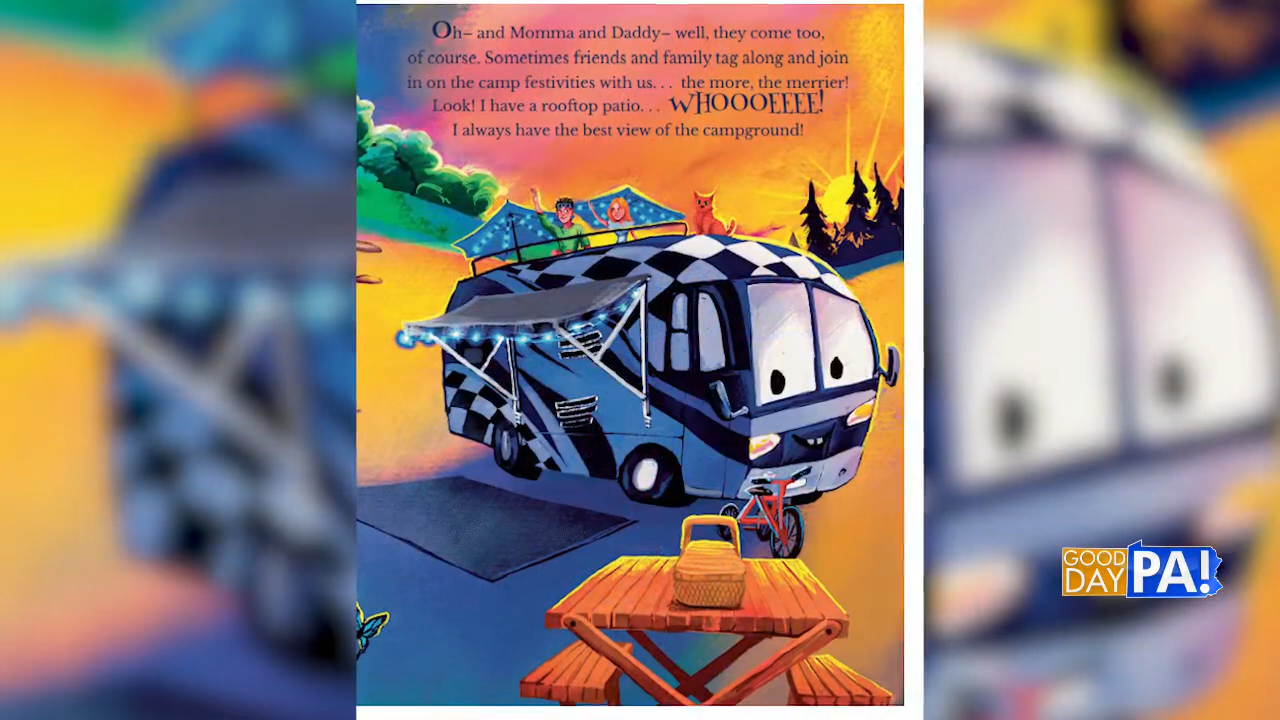 Oh– and Momma and Daddy– well, they come too,
of course. Sometimes friends and family tag along and join
in on the camp festivities with us. . . the more, the merrier!
Look! I have a rooftop patio. . . WHOOOEEEE!
I always have the best view of the campground!
GOOD
DAY PA!